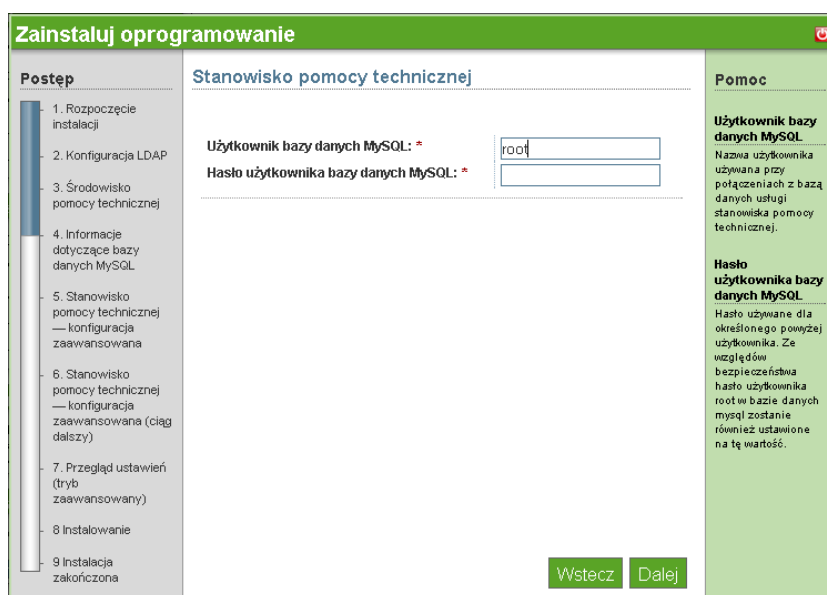 Zainstaluj oprogramowanie
Postęp
1. Rozpoczęcie
instalacji
2. Konfiguracja LDAP
3. Środowisko
pomocy technicznej
4. Informacje
dotyczące bazy
danych MySQL
5. Stanowisko
pomocy technicznej
— konfiguracja
zaawansowana
6. Stanowisko
pomocy technicznej
— konfiguracja
zaawansowana (ciąg
dalszy)
7. Przegląd ustawień
(tryb
zaawansowany)
8 Instalowanie
9 Instalacja
zakończona
Stanowisko pomocy technicznej
Użytkownik bazy danych MySQL: *
root
Hasło użytkownika bazy danych MySQL: *
Wstecz
Dalej
Pomoc
Użytkownik bazy
danych MySQL
Nazwa użytkownika
używana przy
połączeniach z bazą
danych usługi
stanowiska pomocy
technicznej.
Hasło
użytkownika bazy
danych MySQL
Hasło używane dla
określonego powyżej
użytkownika. Ze
względów
bezpieczeństwa
hasło użytkownika
root w bazie danych
mysql zostanie
również ustawione
na tę wartość.